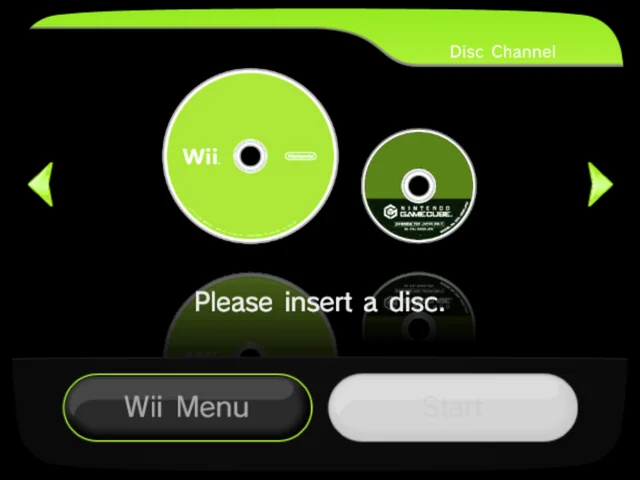 Disc Channel
Wii
Nintendo
NINTENDO
GAMECUBE
Please insert a disc.
Wii Menu
Start